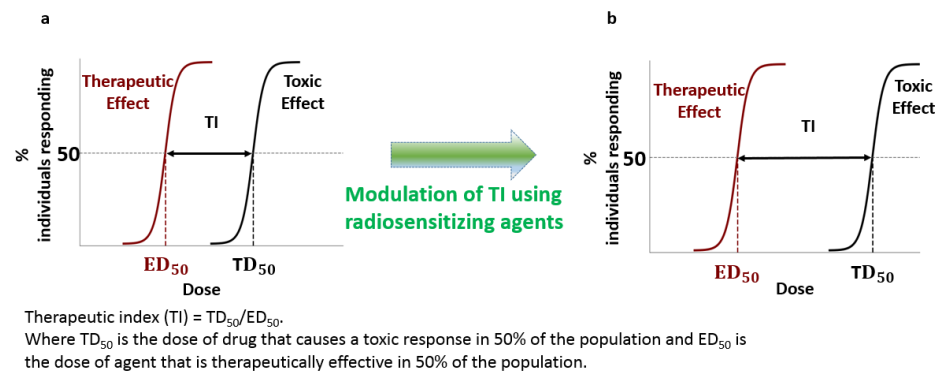 a
Therapeutic
Effect
Toxic
Effect
TI
50
%
individuals responding
ED₅₀
TD₅₀
Dose
Modulation of TI using
radiosensitizing agents
b
Therapeutic
Effect
Toxic
Effect
TI
50
%
individuals responding
ED₅₀
TD₅₀
Dose
Therapeutic index (TI) = TD₅₀/ED₅₀.
Where TD₅₀ is the dose of drug that causes a toxic response in 50% of the population and ED₅₀ is
the dose of agent that is therapeutically effective in 50% of the population.